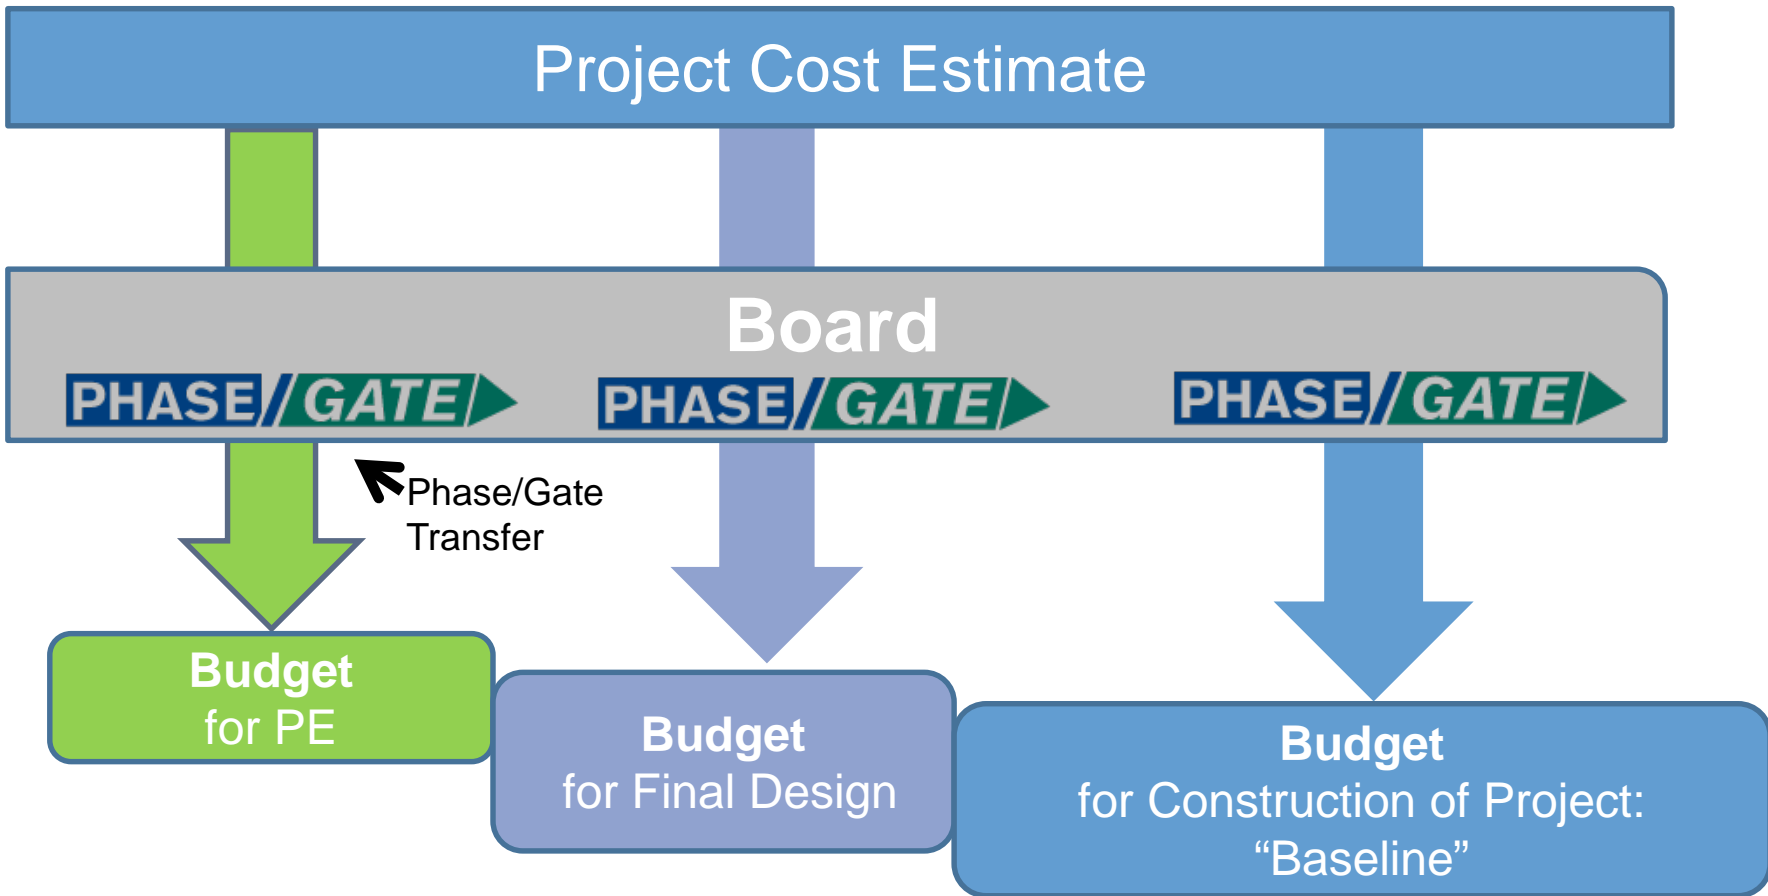 Project Cost Estimate
Board
PHASE//GATE
PHASE//GATE
PHASE//GATE
Phase/Gate
Transfer
Budget
for PE
Budget
for Final Design
Budget
for Construction of Project:
“Baseline”